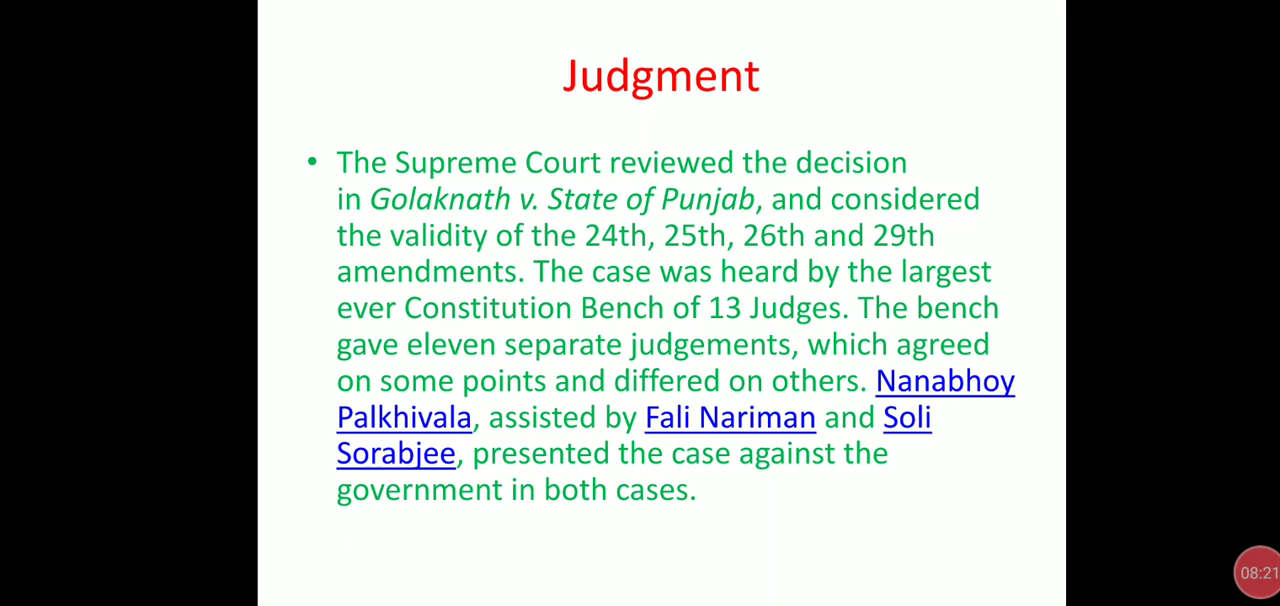 Judgment
• The Supreme Court reviewed the decision
in Golaknath v. State of Punjab, and considered
the validity of the 24th, 25th, 26th and 29th
amendments. The case was heard by the largest
ever Constitution Bench of 13 Judges. The bench
gave eleven separate judgements, which agreed
on some points and differed on others. Nanabhoy
Palkhivala, assisted by Fali Nariman and Soli
Sorabjee, presented the case against the
government in both cases.
08:21